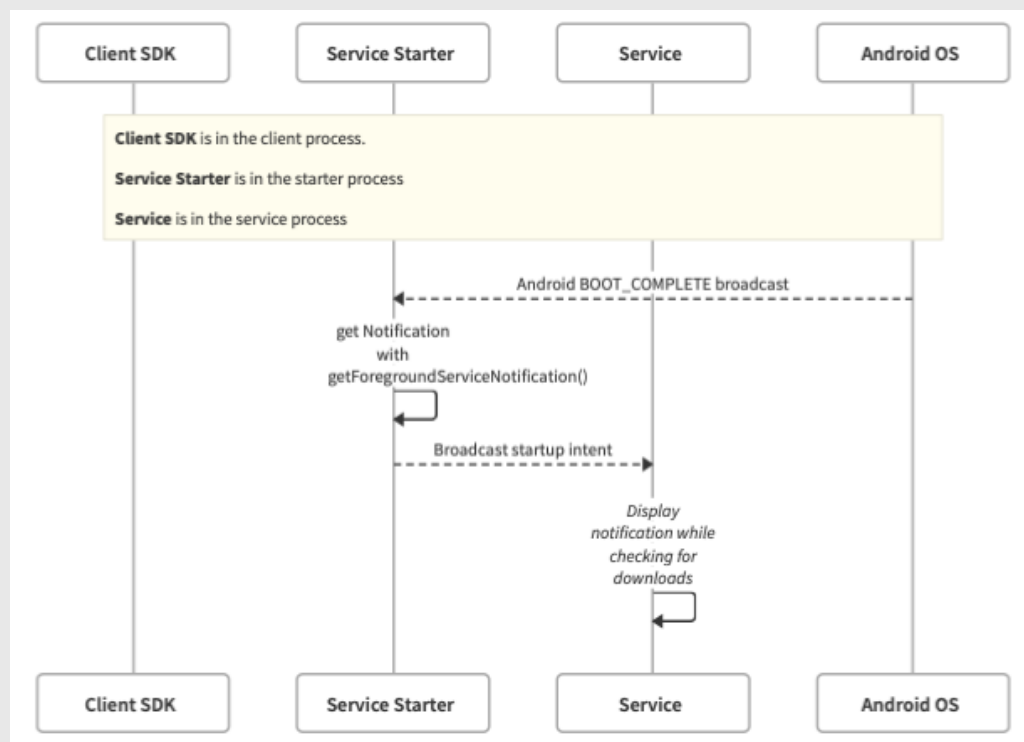 Client SDK
Service Starter
Service
Android OS
Client SDK is in the client process.
Service Starter is in the starter process
Service is in the service process
Android BOOT_COMPLETE broadcast
get Notification
with
getForegroundServiceNotification()
Broadcast startup intent
Display
notification while
checking for
downloads
Client SDK
Service Starter
Service
Android OS